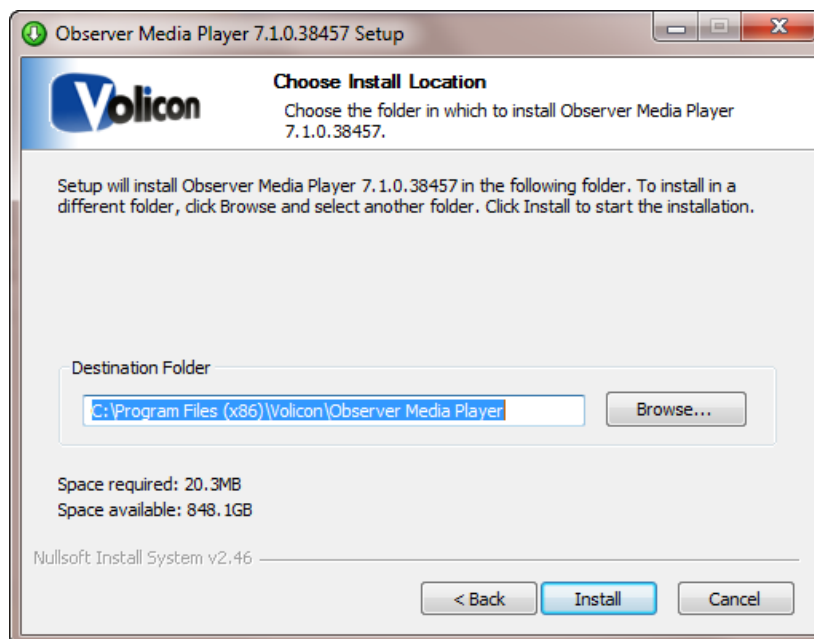 Observer Media Player 7.1.0.38457 Setup
Volicon
Choose Install Location
Choose the folder in which to install Observer Media Player
7.1.0.38457.
Setup will install Observer Media Player 7.1.0.38457 in the following folder. To install in a
different folder, click Browse and select another folder. Click Install to start the installation.
Destination Folder
C:\Program Files (x86)\Volicon\Observer Media Player
Browse...
Space required: 20.3MB
Space available: 848.1GB
Nullsoft Install System v2.46
< Back
Install
Cancel